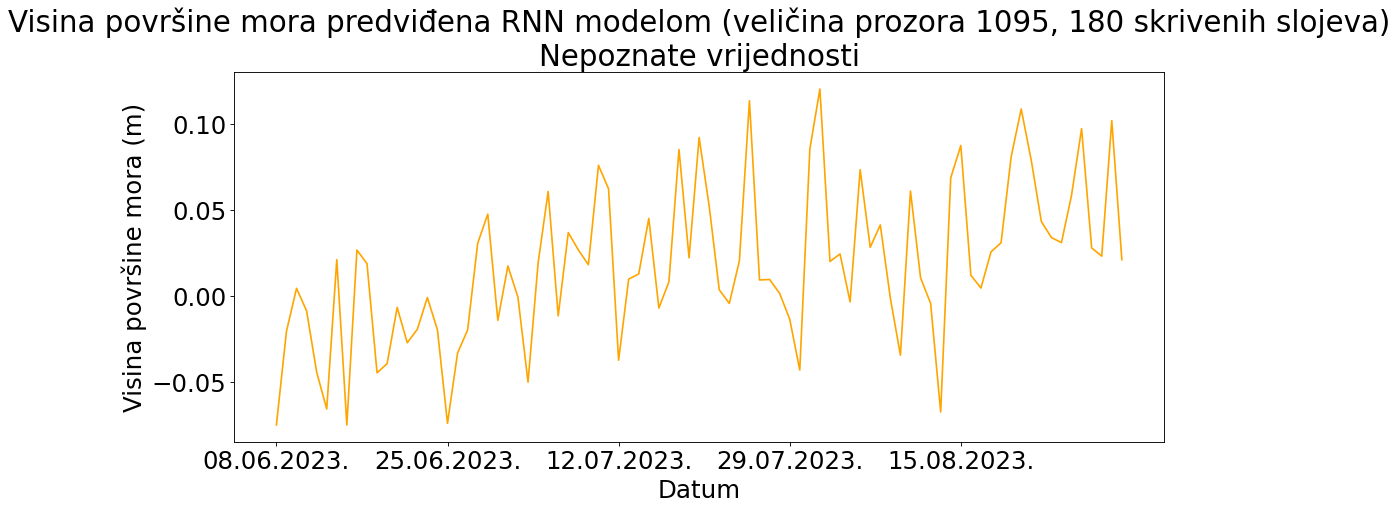 Visina površine mora predviđena RNN modelom (veličina prozora 1095, 180 skrivenih slojeva)
Nepoznate vrijednosti
Visina površine mora (m)
0.10
0.05
0.00
−0.05
08.06.2023.
25.06.2023.
12.07.2023.
29.07.2023.
15.08.2023.
Datum